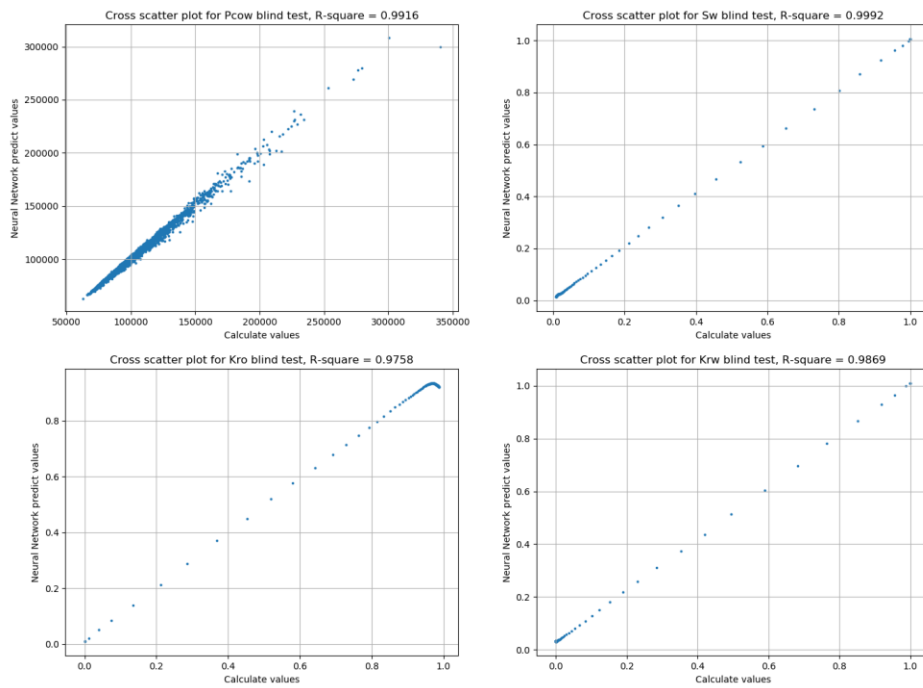 Cross scatter plot for Pcow blind test, R-square = 0.9916
300000
250000
200000
150000
100000
Neural Network predict values
50000 100000 150000 200000 250000 300000 350000
Calculate values
Cross scatter plot for Sw blind test, R-square = 0.9992
1.0
0.8
0.6
0.4
0.2
0.0
Neural Network predict values
0.0 0.2 0.4 0.6 0.8 1.0
Calculate values
Cross scatter plot for Kro blind test, R-square = 0.9758
0.8
0.6
0.4
0.2
0.0
Neural Network predict values
0.0 0.2 0.4 0.6 0.8 1.0
Calculate values
Cross scatter plot for Krw blind test, R-square = 0.9869
1.0
0.8
0.6
0.4
0.2
0.0
Neural Network predict values
0.0 0.2 0.4 0.6 0.8 1.0
Calculate values